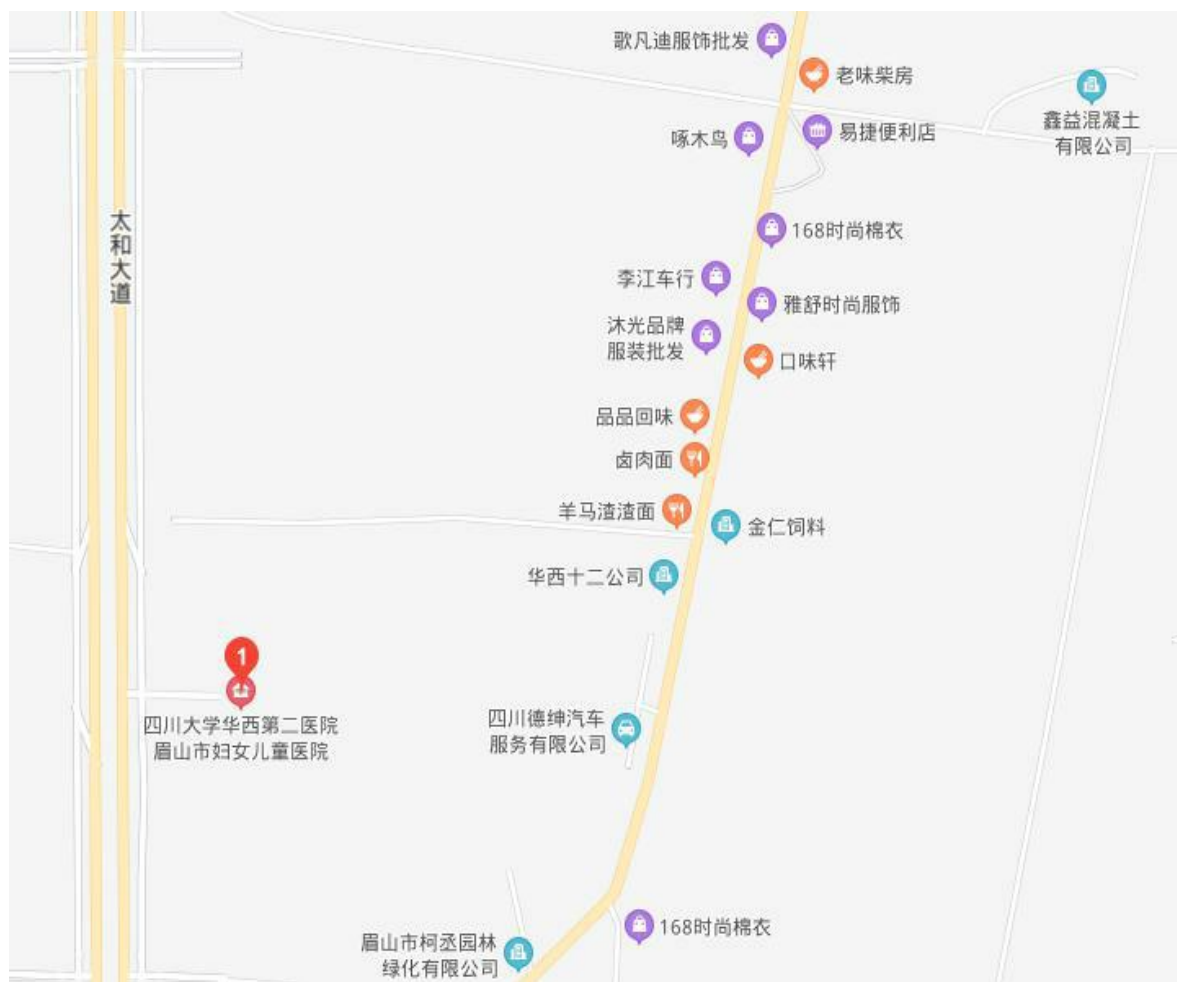 歌凡迪服饰批发
老味柴房
鑫益混凝土
有限公司
啄木鸟
易捷便利店
太和大道
168时尚棉衣
李江车行
雅舒时尚服饰
沐光品牌
服装批发
口味轩
品品回味
卤肉面
羊马渣渣面
金仁饲料
华西十二公司
1
四川大学华西第二医院
眉山市妇女儿童医院
四川德绅汽车
服务有限公司
168时尚棉衣
眉山市柯丞园林
绿化有限公司